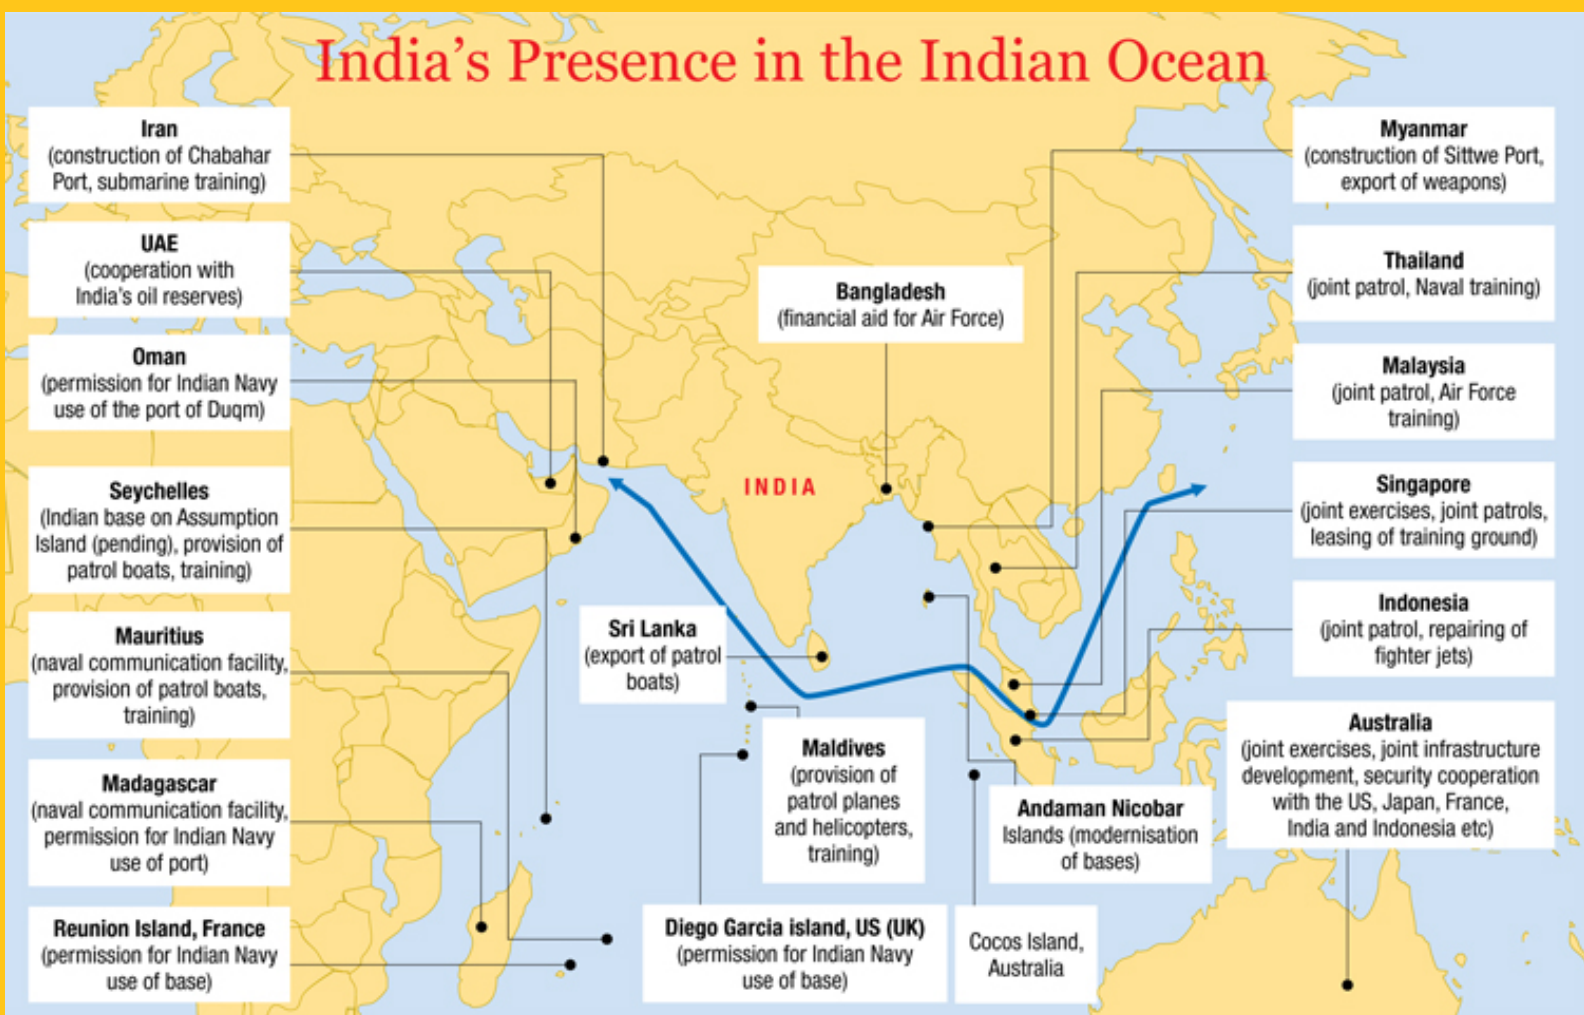 India's Presence in the Indian Ocean
Iran
(construction of Chabahar
Port, submarine training)
UAE
(cooperation with
India's oil reserves)
Oman
(permission for Indian Navy
use of the port of Duqm)
Seychelles
(Indian base on Assumption
Island (pending), provision of
patrol boats, training)
Mauritius
(naval communication facility,
provision of patrol boats,
training)
Madagascar
(naval communication facility,
permission for Indian Navy
use of port)
Reunion Island, France
(permission for Indian Navy
use of base)
Bangladesh
(financial aid for Air Force)
INDIA
Sri Lanka
(export of patrol
boats)
Maldives
(provision of
patrol planes
and helicopters,
training)
Diego Garcia island, US (UK)
(permission for Indian Navy
use of base)
Cocos Island,
Australia
Andaman Nicobar
Islands (modernisation
of bases)
Myanmar
(construction of Sittwe Port,
export of weapons)
Thailand
(joint patrol, Naval training)
Malaysia
(joint patrol, Air Force
training)
Singapore
(joint exercises, joint patrols,
leasing of training ground)
Indonesia
(joint patrol, repairing of
fighter jets)
Australia
(joint exercises, joint infrastructure
development, security cooperation
with the US, Japan, France,
India and Indonesia etc)